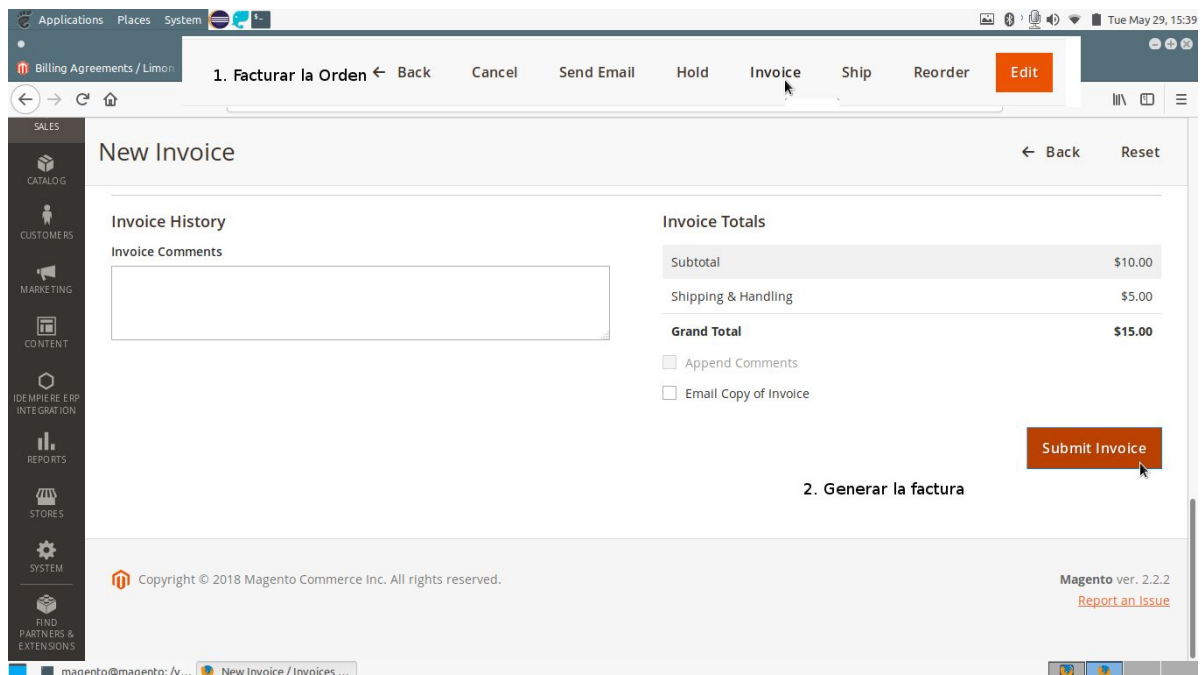 Applications Places System
Tue May 29, 15:39
Billing Agreements / Limon
1. Facturar la Orden ← Back Cancel Send Email Hold Invoice Ship Reorder Edit
SALES
CATALOG
CUSTOMERS
MARKETING
CONTENT
IDEMPIERE ERP
INTEGRATION
REPORTS
STORES
SYSTEM
FIND
PARTNERS &
EXTENSIONS
New Invoice
← Back Reset
Invoice History
Invoice Comments
Invoice Totals
Subtotal $10.00
Shipping & Handling $5.00
Grand Total $15.00
Append Comments
Email Copy of Invoice
Submit Invoice
2. Generar la factura
Copyright © 2018 Magento Commerce Inc. All rights reserved.
Magento ver. 2.2.2
Report an Issue
magento@magento: /v... New Invoice / Invoices ...